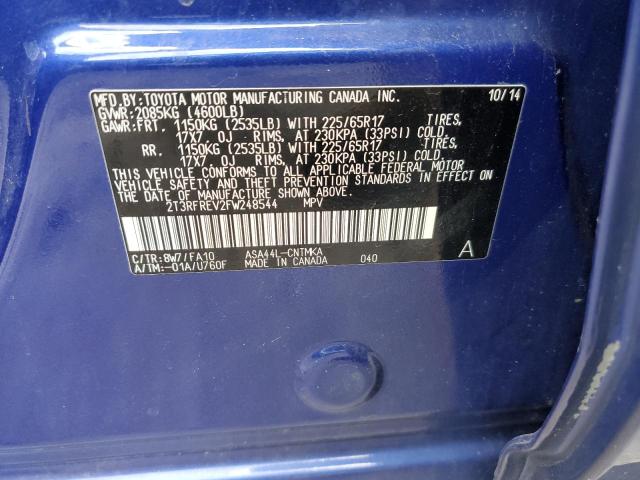 MFD.BY:TOYOTA MOTOR MANUFACTURING CANADA INC. 10/14
GVWR:2085KG (4600LB)
GAWR:FRT. 1150KG (2535LB) WITH 225/65R17 TIRES,
17X7 0J RIMS, AT 230KPA (33PSI) COLD.
RR. 1150KG (2535LB) WITH 225/65R17 TIRES,
17X7 0J RIMS, AT 230KPA (33PSI) COLD.
THIS VEHICLE CONFORMS TO ALL APPLICABLE FEDERAL MOTOR
VEHICLE SAFETY AND THEFT PREVENTION STANDARDS IN EFFECT
ON THE DATE OF MANUFACTURE SHOWN ABOVE.
2T3RFREV2FW248544 MPV
C/TR:8W7/FA10 ASA44L-CNTMKA 040 A
A/TM:-01A/U760F MADE IN CANADA